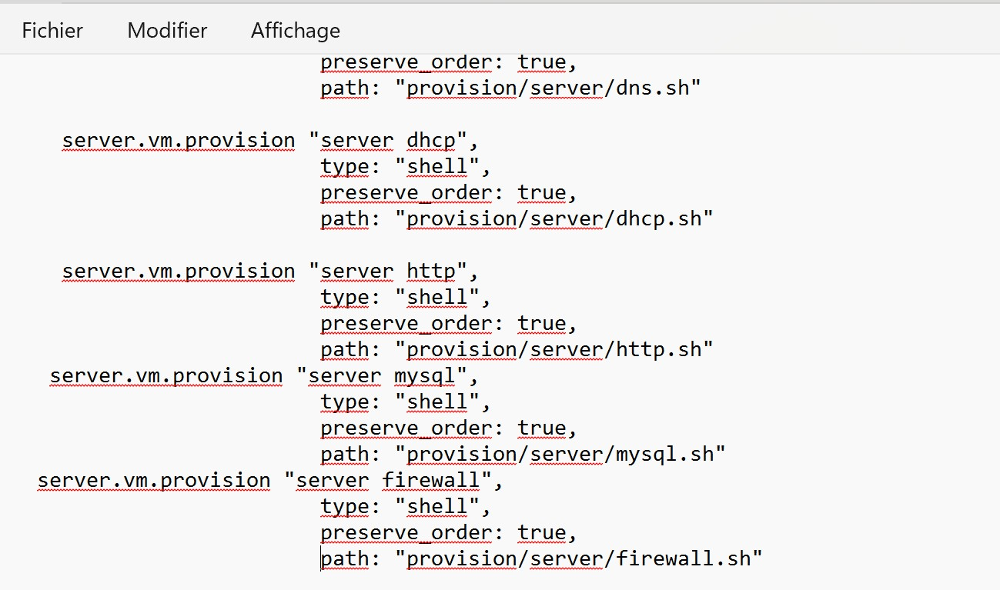 Fichier Modifier Affichage
preserve_order: true,
path: "provision/server/dns.sh"
server.vm.provision "server dhcp",
type: "shell",
preserve_order: true,
path: "provision/server/dhcp.sh"
server.vm.provision "server http",
type: "shell",
preserve_order: true,
path: "provision/server/http.sh"
server.vm.provision "server mysql",
type: "shell",
preserve_order: true,
path: "provision/server/mysql.sh"
server.vm.provision "server firewall",
type: "shell",
preserve_order: true,
path: "provision/server/firewall.sh"